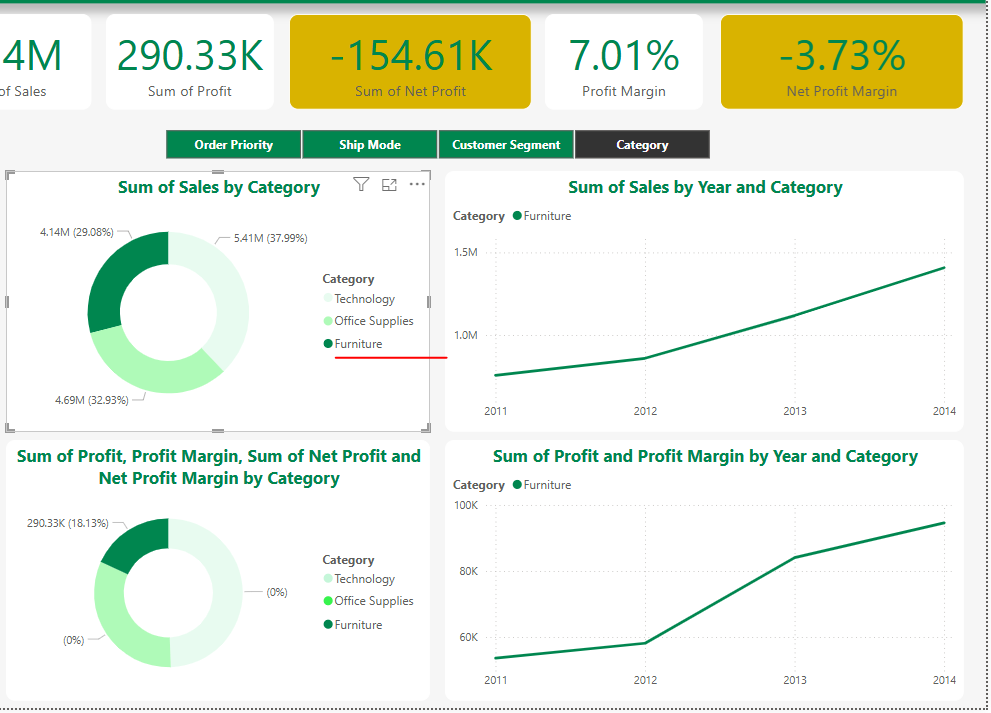 4M
of Sales
290.33K
Sum of Profit
-154.61K
Sum of Net Profit
7.01%
Profit Margin
-3.73%
Net Profit Margin
Order Priority
Ship Mode
Customer Segment
Category
Sum of Sales by Category
4.14M (29.08%)
5.41M (37.99%)
4.69M (32.93%)
Category
Technology
Office Supplies
Furniture
Sum of Sales by Year and Category
Category
Furniture
1.5M
1.0M
2011
2012
2013
2014
Sum of Profit, Profit Margin, Sum of Net Profit and
Net Profit Margin by Category
290.33K (18.13%)
(0%)
(0%)
Category
Technology
Office Supplies
Furniture
Sum of Profit and Profit Margin by Year and Category
Category
Furniture
100K
80K
60K
2011
2012
2013
2014